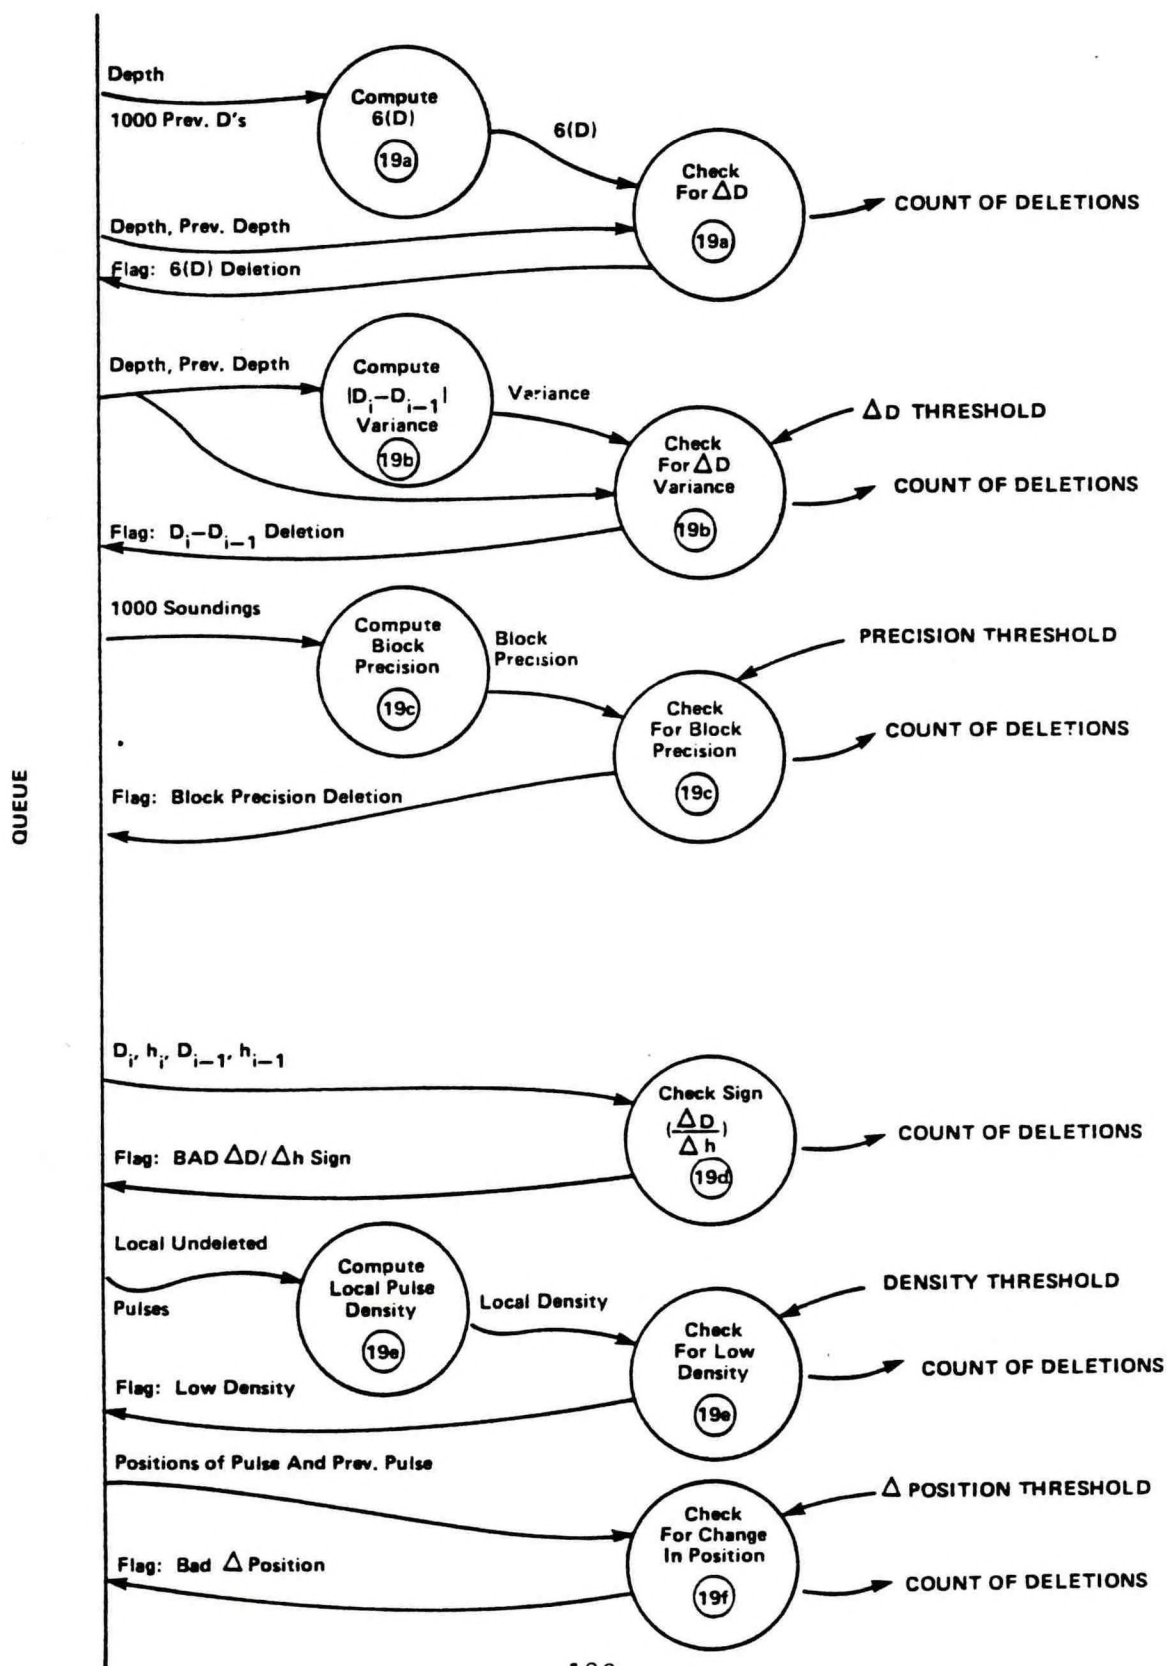 Depth
1000 Prev. D's
Compute
6(D)
19a
6(D)
Check
For ΔD
19a
COUNT OF DELETIONS
Depth, Prev. Depth
Flag: 6(D) Deletion
Depth, Prev. Depth
Compute
|Di–Di–1|
Variance
19b
Variance
ΔD THRESHOLD
Check
For ΔD
Variance
19b
COUNT OF DELETIONS
Flag: Di–Di–1 Deletion
1000 Soundings
Compute
Block
Precision
19c
Block
Precision
PRECISION THRESHOLD
Check
For Block
Precision
19c
COUNT OF DELETIONS
Flag: Block Precision Deletion
QUEUE
Di, hi, Di–1, hi–1
Check Sign
(ΔD/Δh)
19d
COUNT OF DELETIONS
Flag: BAD ΔD/Δh Sign
Local Undeleted
Pulses
Compute
Local Pulse
Density
19e
Local Density
DENSITY THRESHOLD
Check
For Low
Density
19e
COUNT OF DELETIONS
Flag: Low Density
Positions of Pulse And Prev. Pulse
Δ POSITION THRESHOLD
Check
For Change
In Position
19f
COUNT OF DELETIONS
Flag: Bad Δ Position